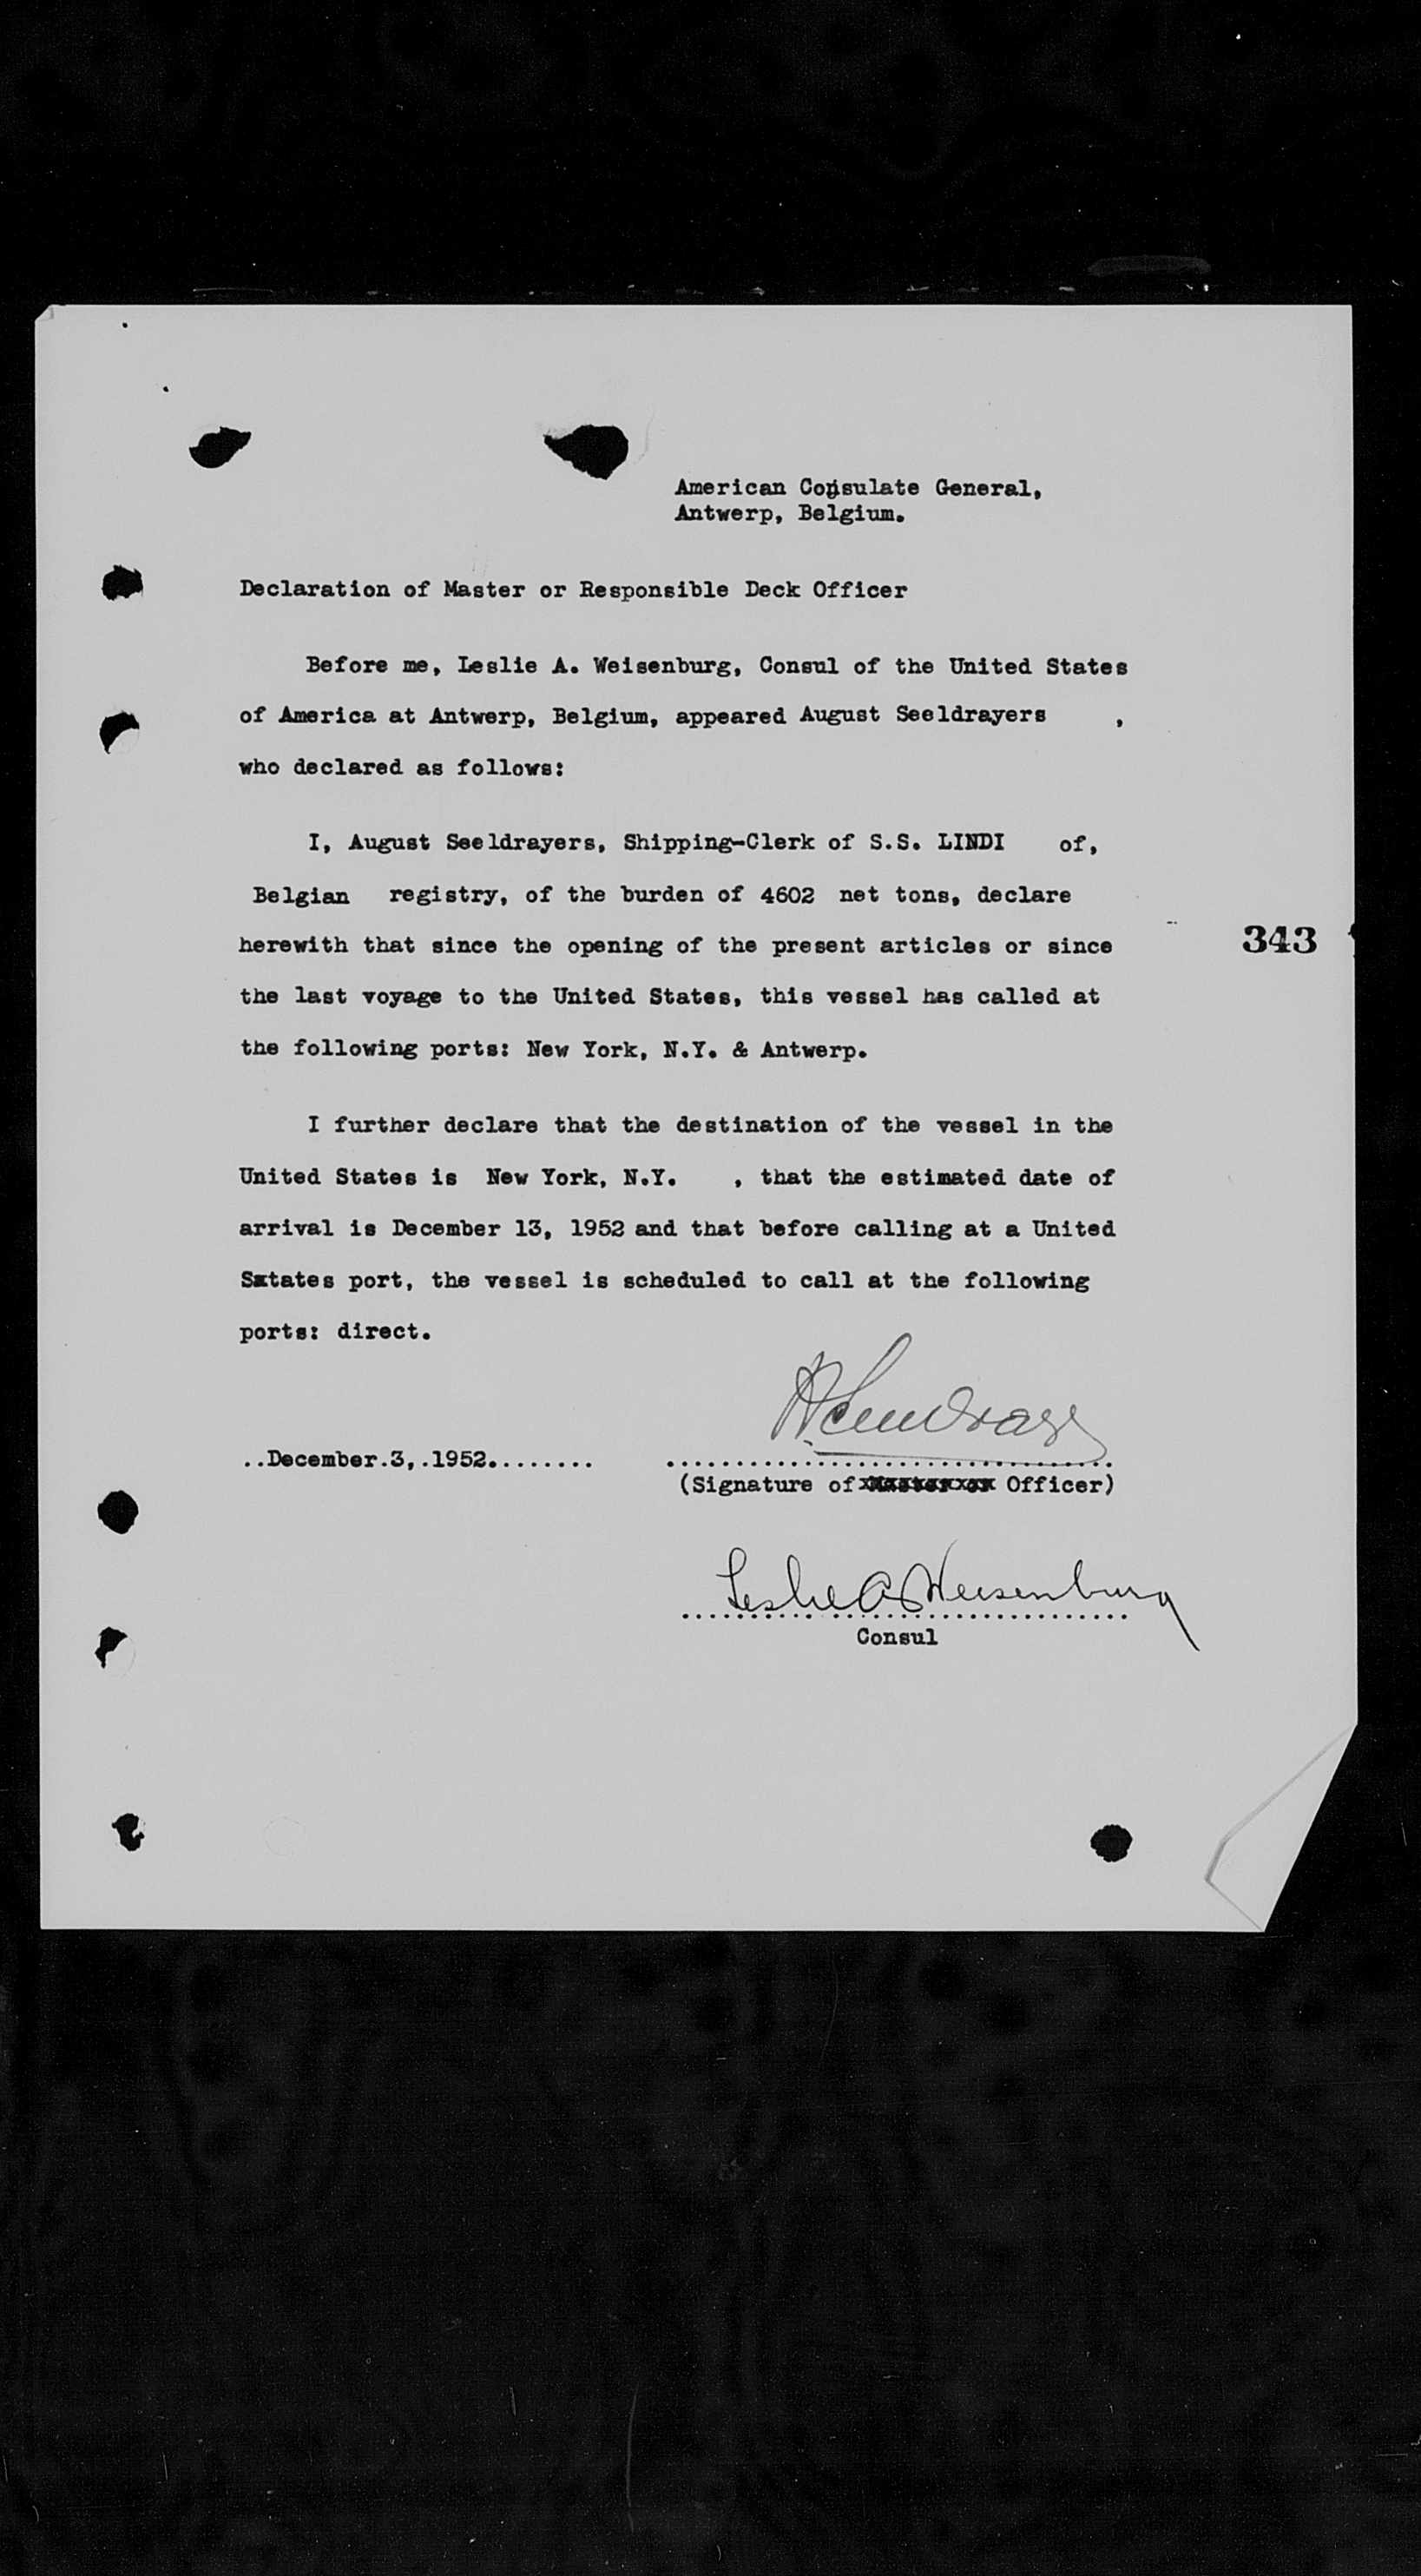 American Consulate General,
Antwerp, Belgium.
Declaration of Master or Responsible Deck Officer
Before me, Leslie A. Weisenburg, Consul of the United States
of America at Antwerp, Belgium, appeared August Seeldrayers ,
who declared as follows:
I, August Seeldrayers, Shipping-Clerk of S.S. LINDI of,
Belgian registry, of the burden of 4602 net tons, declare
herewith that since the opening of the present articles or since
343
the last voyage to the United States, this vessel has called at
the following ports: New York, N.Y. & Antwerp.
I further declare that the destination of the vessel in the
United States is New York, N.Y. , that the estimated date of
arrival is December 13, 1952 and that before calling at a United
Sxtates port, the vessel is scheduled to call at the following
ports: direct.
..December.3,.1952.........
(Signature of Master or Officer)
Leslie A Weisenburg
Consul